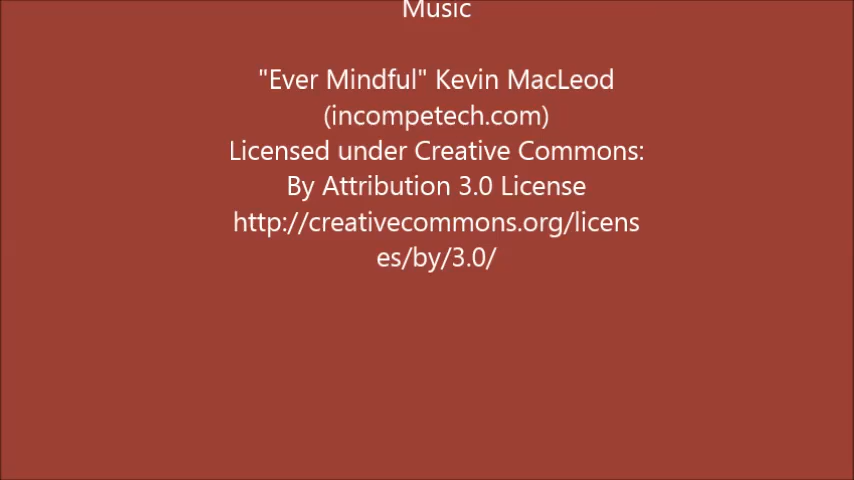 Music
"Ever Mindful" Kevin MacLeod
(incompetech.com)
Licensed under Creative Commons:
By Attribution 3.0 License
http://creativecommons.org/licens
es/by/3.0/